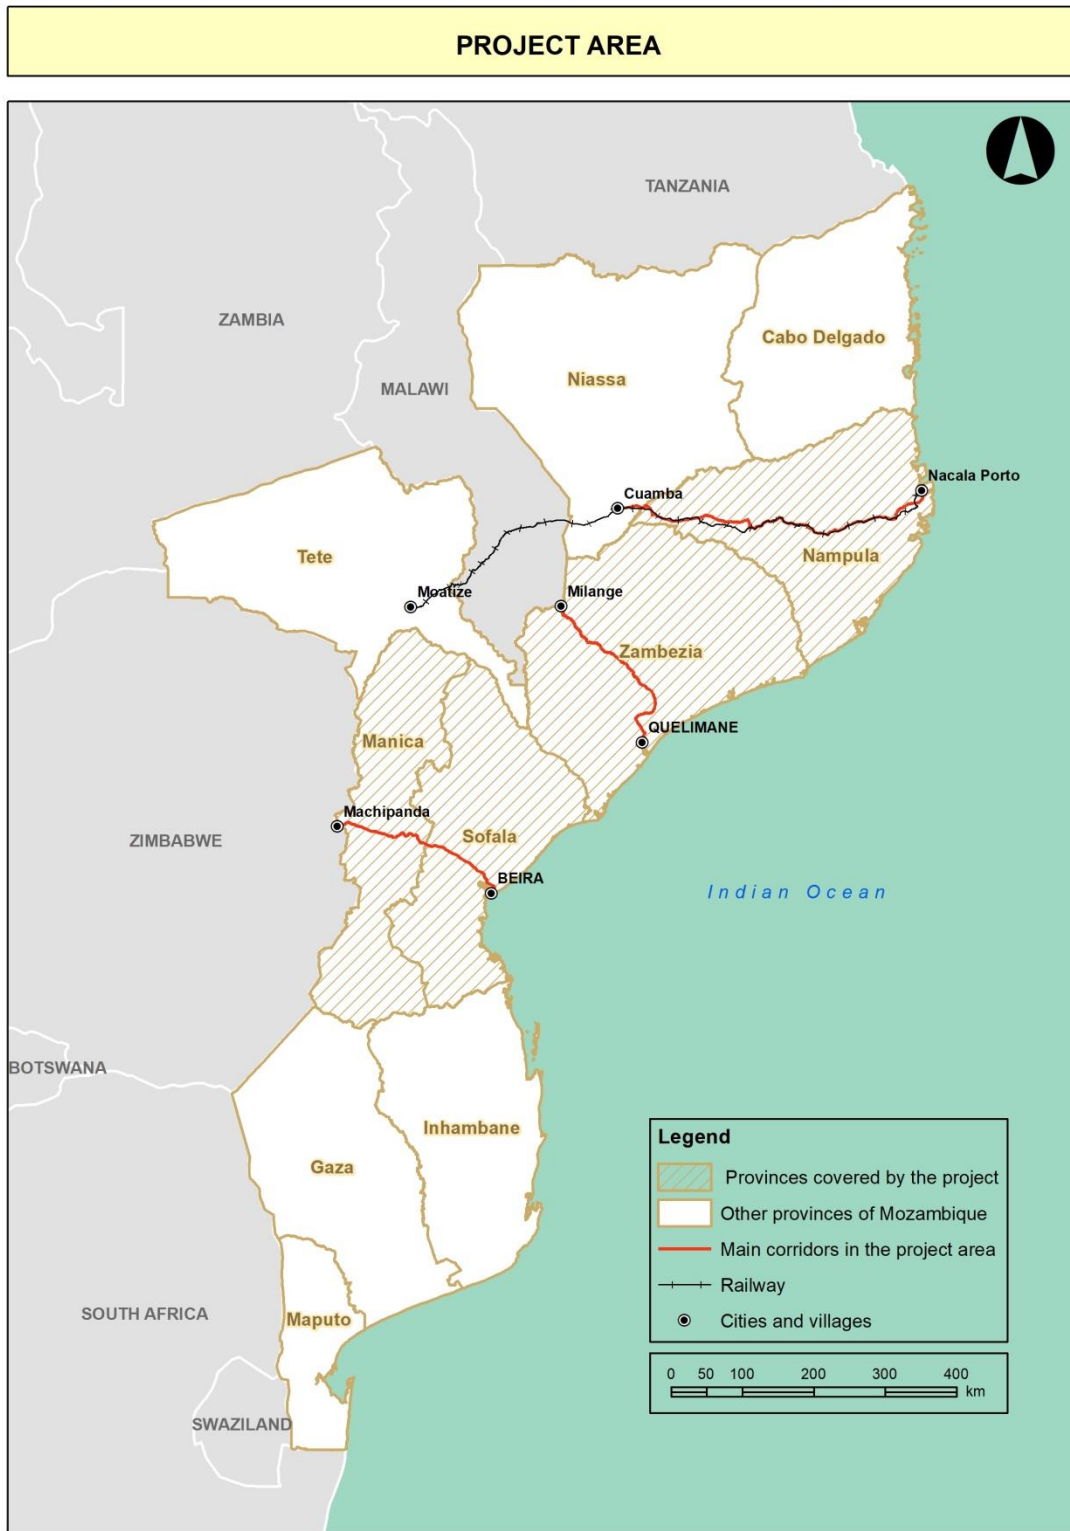 PROJECT AREA
TANZANIA
ZAMBIA
Cabo Delgado
Niassa
MALAWI
Nacala Porto
Cuamba
Tete
Nampula
Moatize
Milange
Zambezia
QUELIMANE
Manica
Machipanda
ZIMBABWE
Sofala
BEIRA
Indian Ocean
BOTSWANA
Inhambane
Gaza
Legend
Provinces covered by the project
Other provinces of Mozambique
Main corridors in the project area
Railway
Cities and villages
SOUTH AFRICA
Maputo
0 50 100 200 300 400
km
SWAZILAND